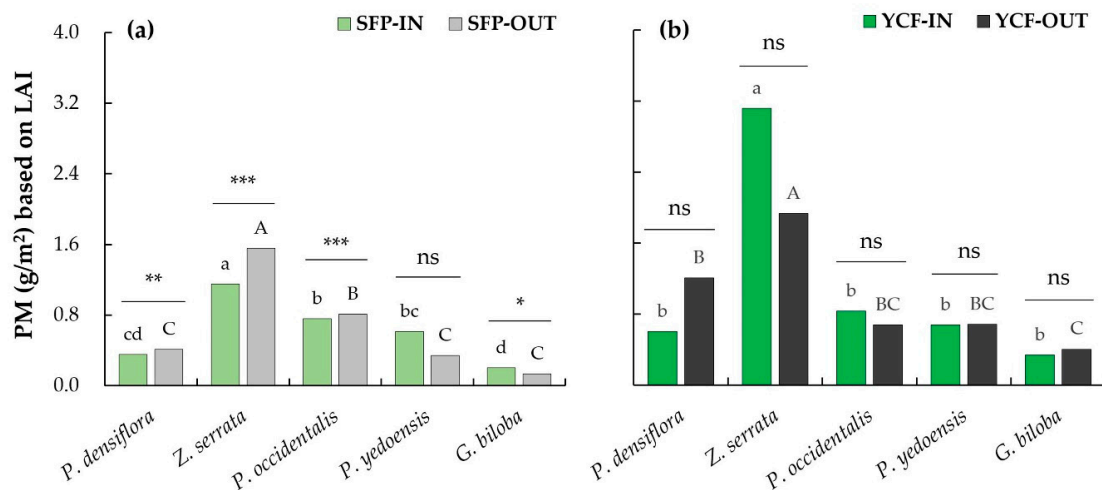 (a)
SFP-IN SFP-OUT
PM (g/m²) based on LAI
4.0
3.2
2.4
1.6
0.8
0.0
** *** *** ns *
cd C a A b B bc C d C
P. densiflora Z. serrata P. occidentalis P. yedoensis G. biloba
(b)
YCF-IN YCF-OUT
ns ns ns ns ns
b B a A b BC b BC b C
P. densiflora Z. serrata P. occidentalis P. yedoensis G. biloba